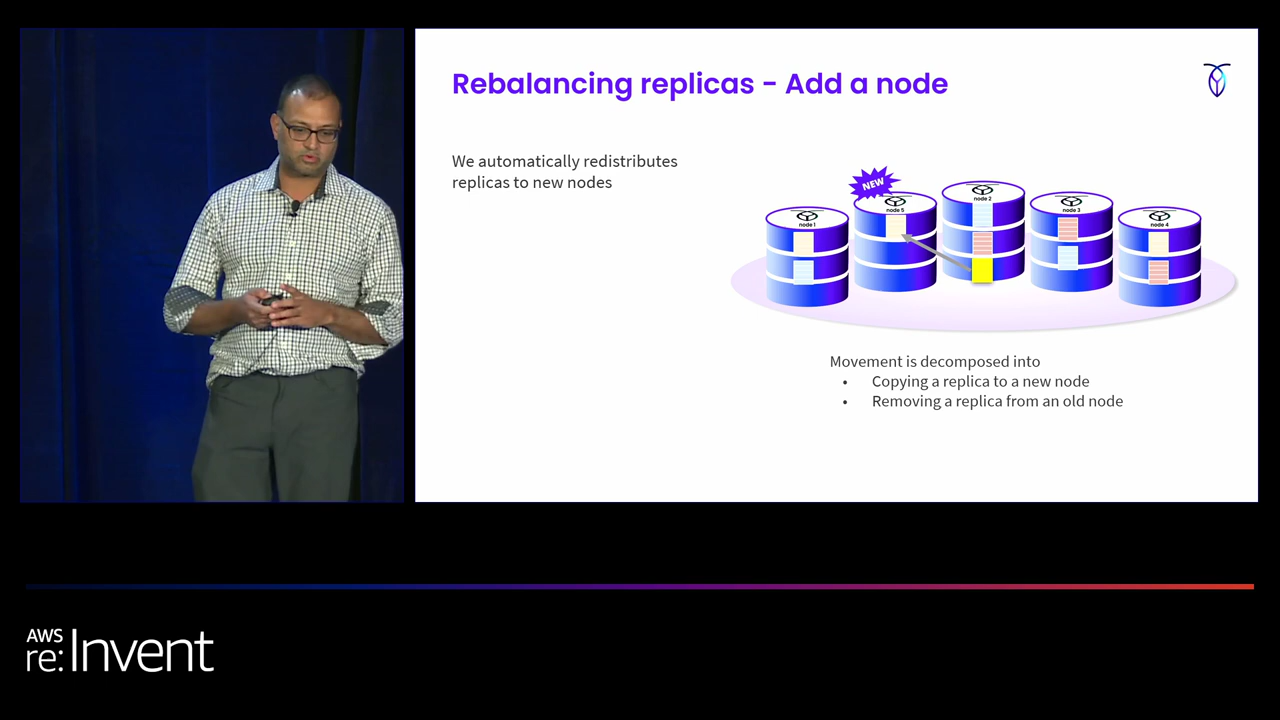 Rebalancing replicas - Add a node
We automatically redistributes
replicas to new nodes
NEW
node 1
node 5
node 2
node 3
node 4
Movement is decomposed into
• Copying a replica to a new node
• Removing a replica from an old node
AWS
re:Invent